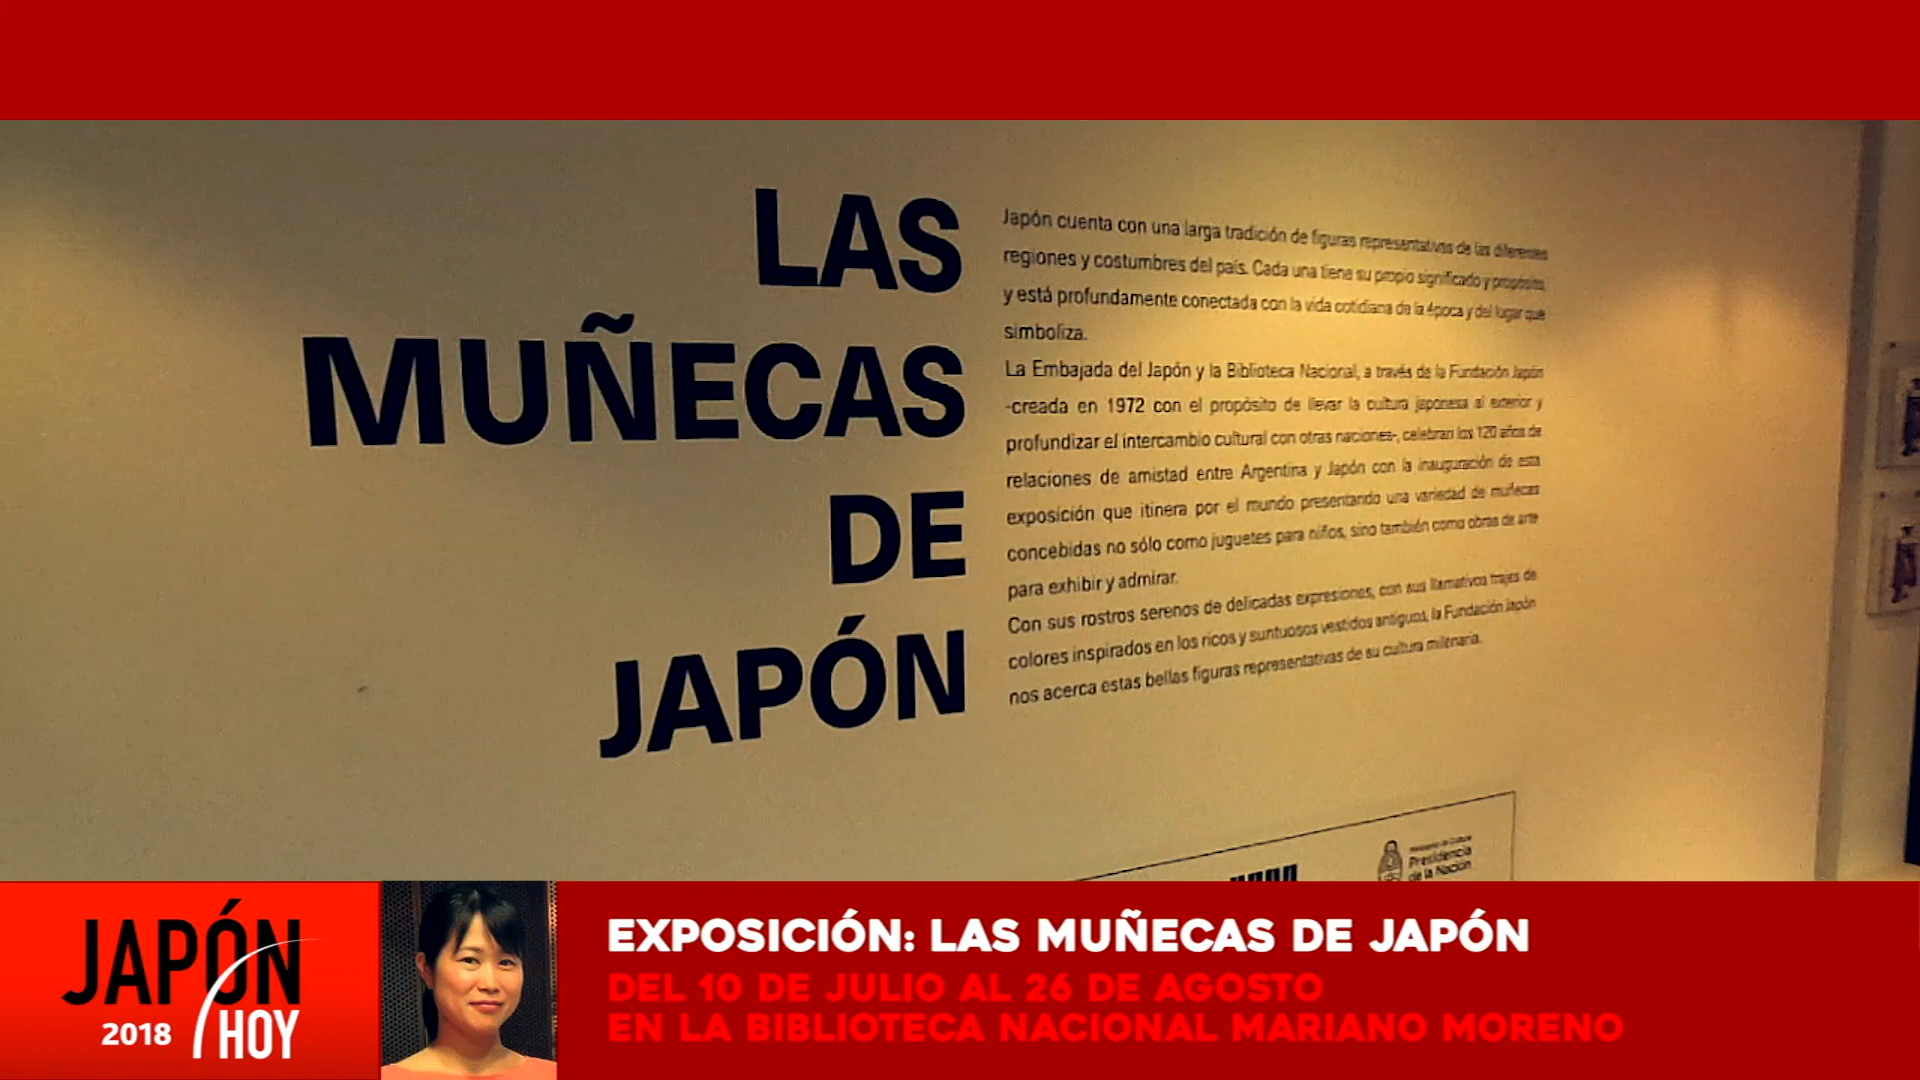 LAS
MUÑECAS
DE
JAPÓN
Japón cuenta con una larga tradición de figuras representativas de las diferentes
regiones y costumbres del país. Cada una tiene su propio significado y propósito,
y está profundamente conectada con la vida cotidiana de la época y del lugar que
simboliza.
La Embajada del Japón y la Biblioteca Nacional, a través de la Fundación Japón
-creada en 1972 con el propósito de llevar la cultura japonesa al exterior y
profundizar el intercambio cultural con otras naciones-, celebran los 120 años de
relaciones de amistad entre Argentina y Japón con la inauguración de esta
exposición que itinera por el mundo presentando una variedad de muñecas
concebidas no sólo como juguetes para niños, sino también como obras de arte
para exhibir y admirar.
Con sus rostros serenos de delicadas expresiones, con sus llamativos trajes de
colores inspirados en los ricos y suntuosos vestidos antiguos, la Fundación Japón
nos acerca estas bellas figuras representativas de su cultura milenaria.
Ministerio de Cultura
Presidencia
de la Nación
JAPÓN
2018 HOY
EXPOSICIÓN: LAS MUÑECAS DE JAPÓN
DEL 10 DE JULIO AL 26 DE AGOSTO
EN LA BIBLIOTECA NACIONAL MARIANO MORENO